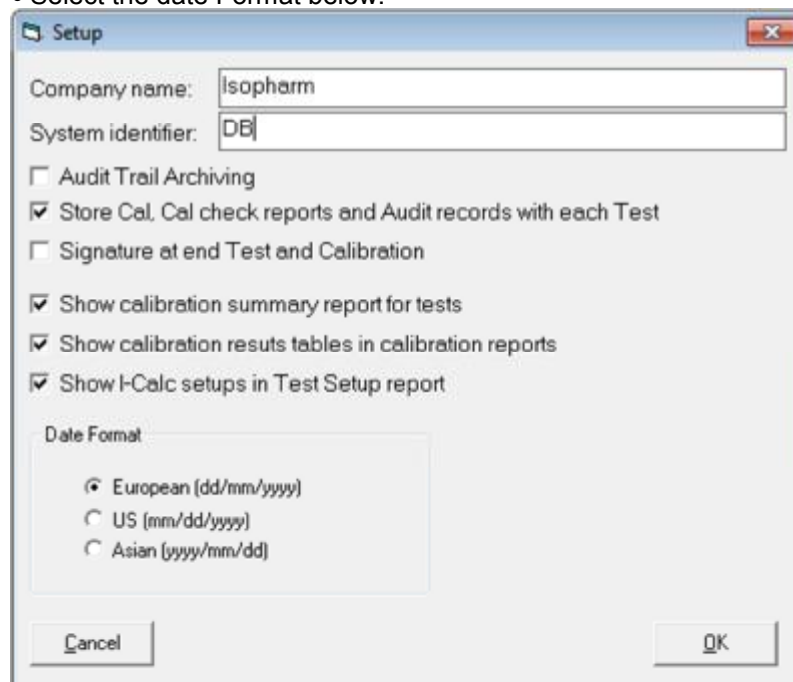 • Select the date Format below.
Setup
Company name: Isopharm
System identifier: DB
Audit Trail Archiving
Store Cal, Cal check reports and Audit records with each Test
Signature at end Test and Calibration
Show calibration summary report for tests
Show calibration resuts tables in calibration reports
Show I-Calc setups in Test Setup report
Date Format
European (dd/mm/yyyy)
US (mm/dd/yyyy)
Asian (yyyy/mm/dd)
Cancel OK